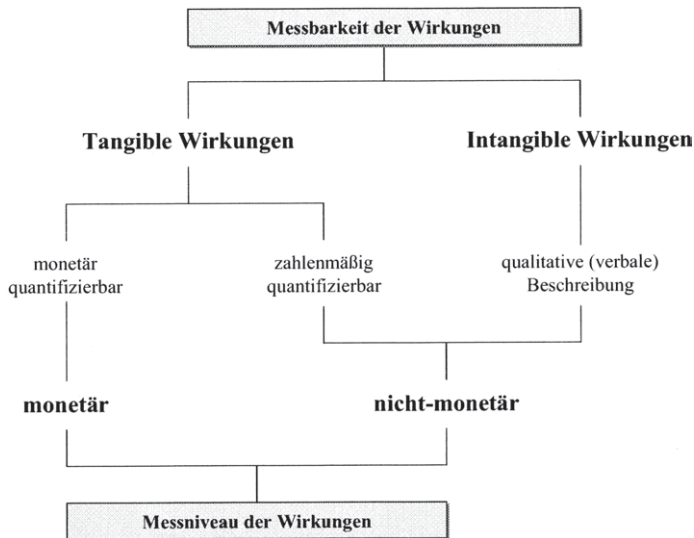 Messbarkeit der Wirkungen
Tangible Wirkungen
Intangible Wirkungen
monetär
quantifizierbar
zahlenmäßig
quantifizierbar
qualitative (verbale)
Beschreibung
monetär
nicht-monetär
Messniveau der Wirkungen